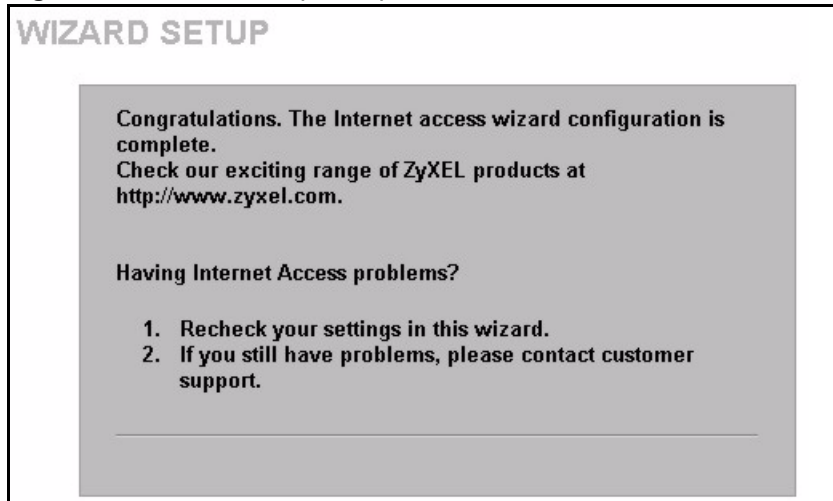 WIZARD SETUP
Congratulations. The Internet access wizard configuration is
complete.
Check our exciting range of ZyXEL products at
http://www.zyxel.com.
Having Internet Access problems?
1. Recheck your settings in this wizard.
2. If you still have problems, please contact customer
support.